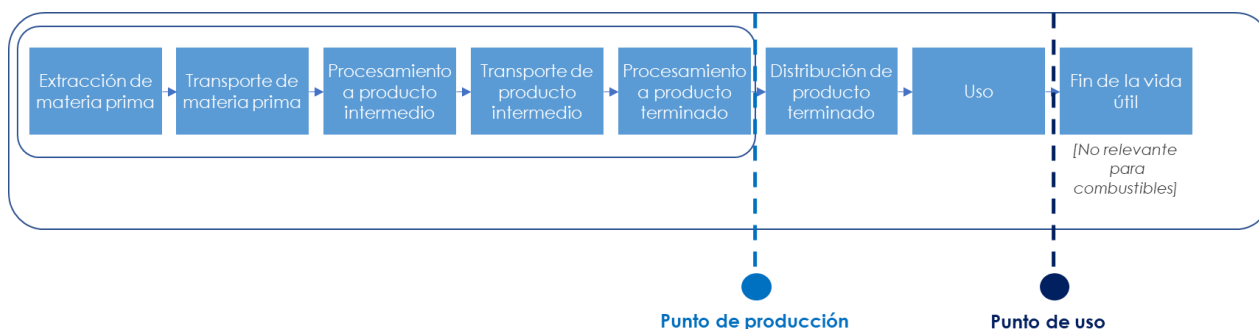 Extracción de
materia prima
Transporte de
materia prima
Procesamiento
a producto
intermedio
Transporte de
producto
intermedio
Procesamiento
a producto
terminado
Distribución de
producto
terminado
Uso
Fin de la vida
útil
[No relevante
para
combustibles]
Punto de producción
Punto de uso